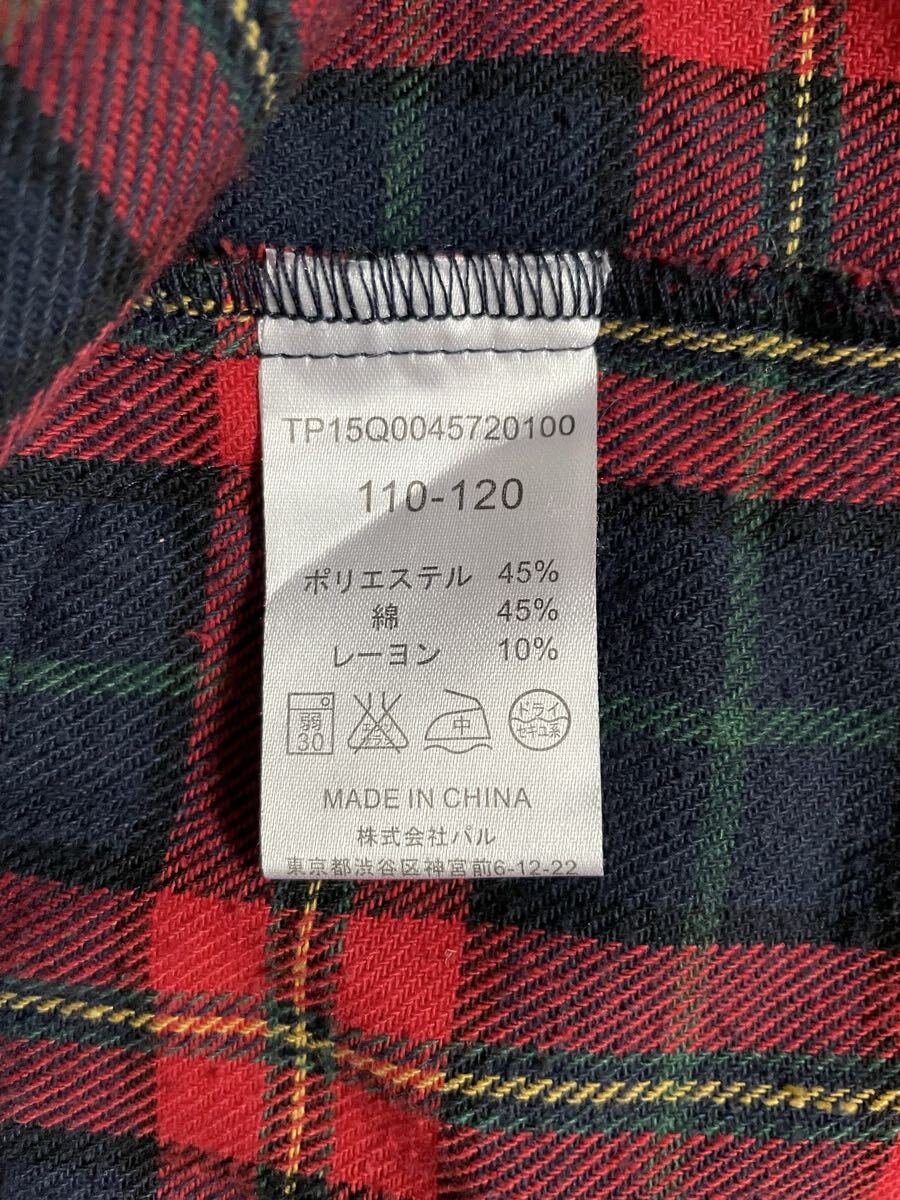 TP15Q0045720100
110-120
ポリエステル 45%
綿 45%
レーヨン 10%
弱 中 ドライ
30 セキユ系
MADE IN CHINA
株式会社パル
東京都渋谷区神宮前6-12-22